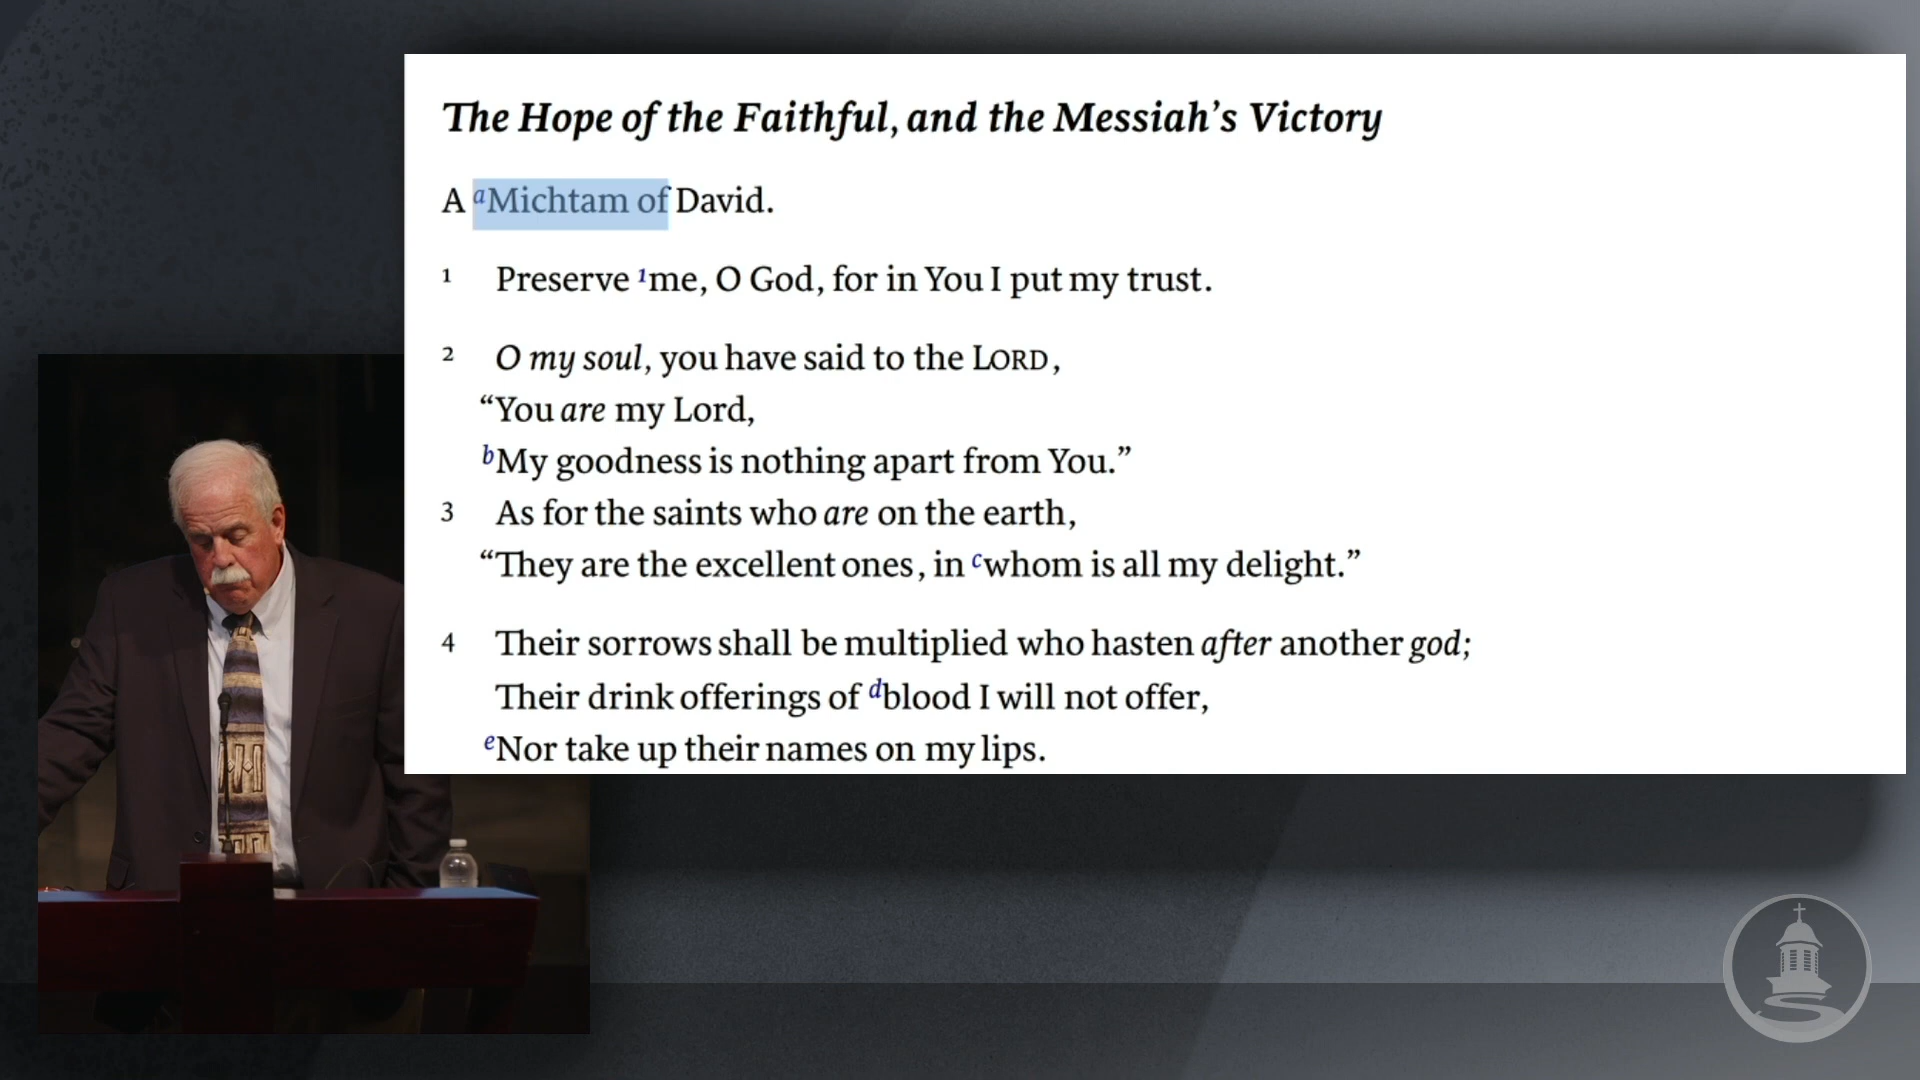 The Hope of the Faithful, and the Messiah’s Victory
A aMichtam of David.
1 Preserve 1me, O God, for in You I put my trust.
2 O my soul, you have said to the LORD,
“You are my Lord,
bMy goodness is nothing apart from You.”
3 As for the saints who are on the earth,
“They are the excellent ones, in cwhom is all my delight.”
4 Their sorrows shall be multiplied who hasten after another god;
Their drink offerings of dblood I will not offer,
eNor take up their names on my lips.